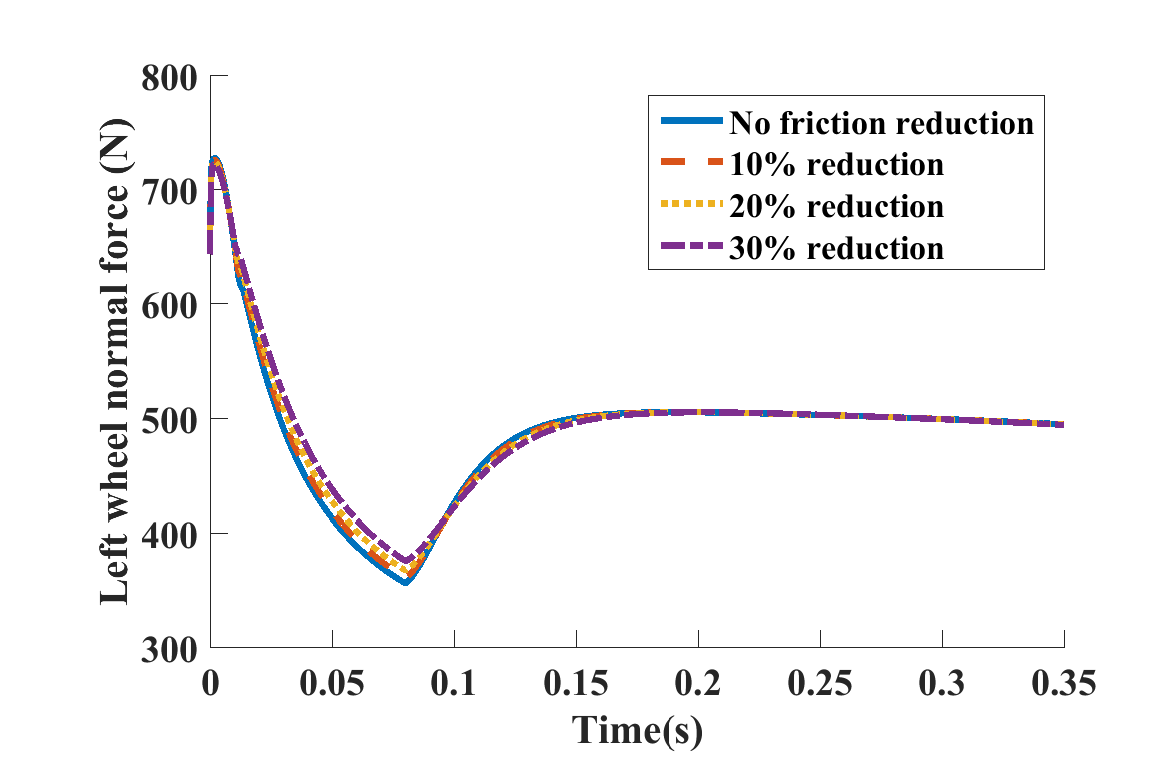 800
700
600
500
400
300
Left wheel normal force (N)
No friction reduction
10% reduction
20% reduction
30% reduction
0 0.05 0.1 0.15 0.2 0.25 0.3 0.35
Time(s)